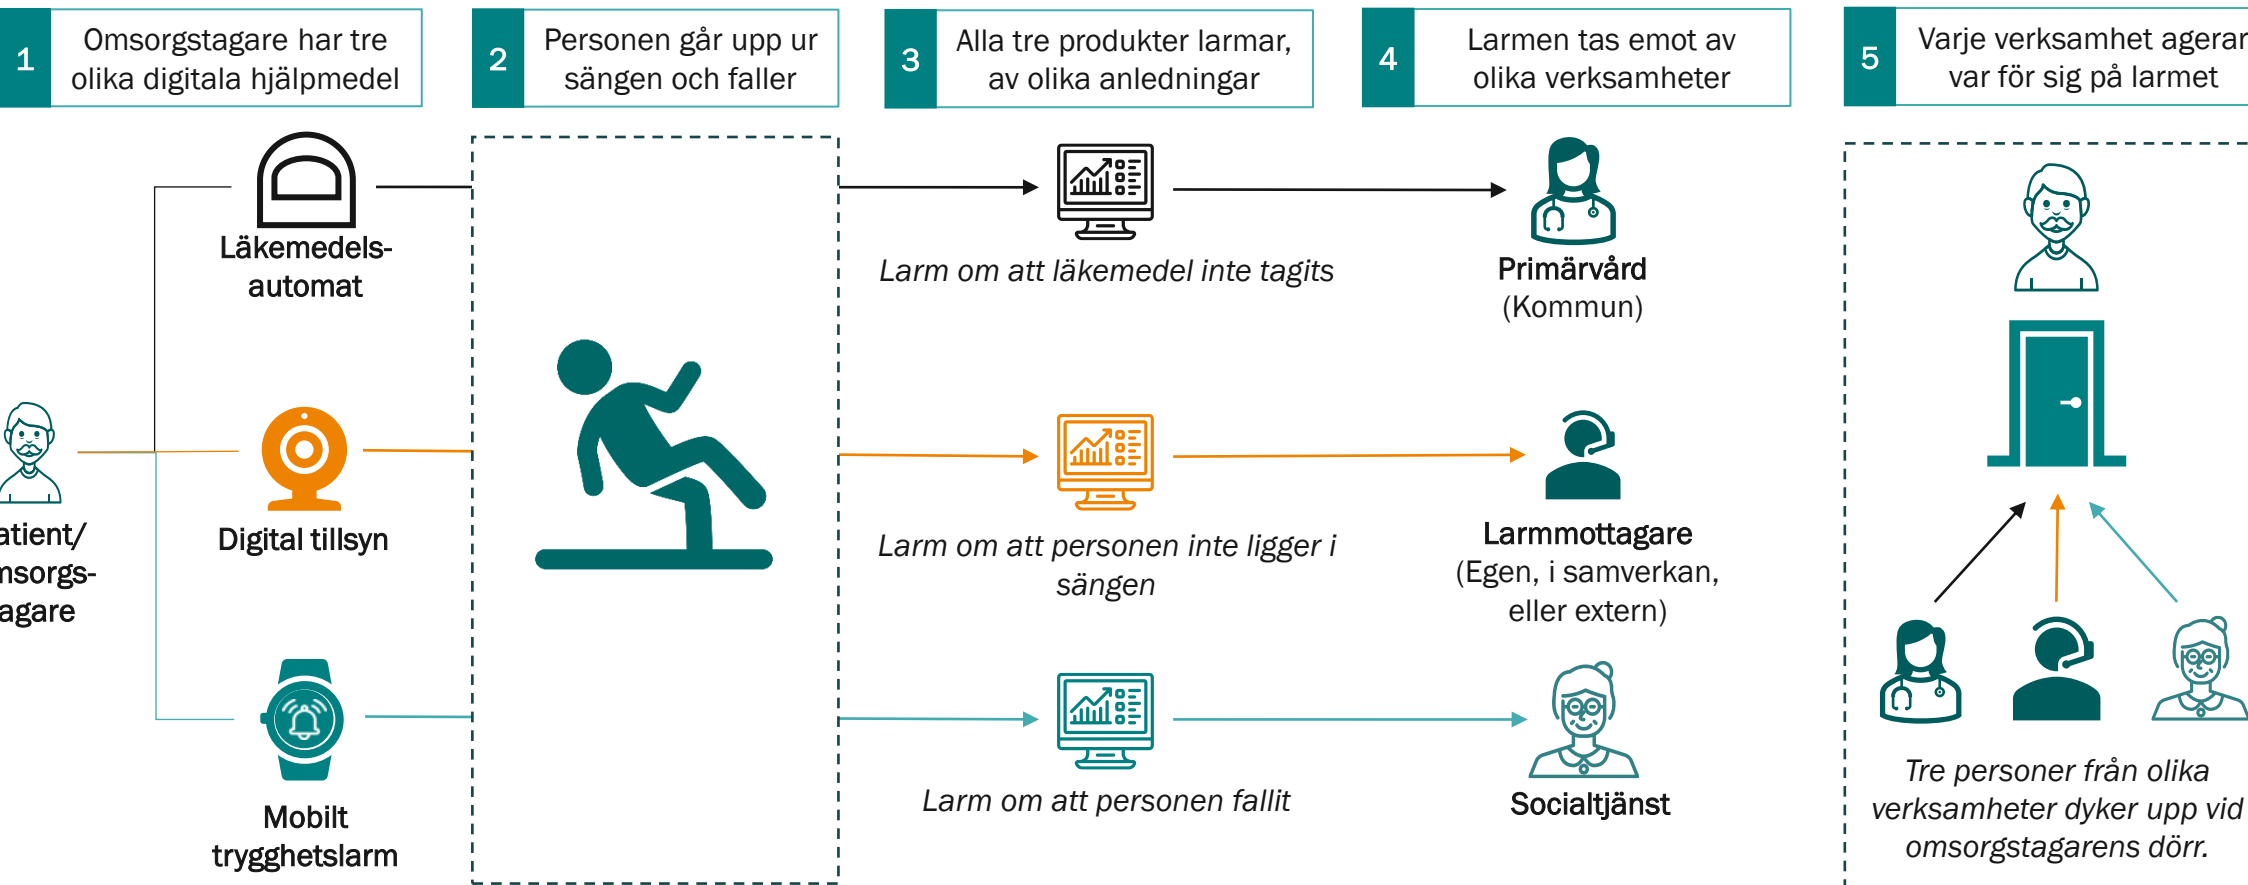 1
Omsorgstagare har tre
olika digitala hjälpmedel
2
Personen går upp ur
sängen och faller
3
Alla tre produkter larmar,
av olika anledningar
4
Larmen tas emot av
olika verksamheter
5
Varje verksamhet agerar
var för sig på larmet
Läkemedels-
automat
Larm om att läkemedel inte tagits
Primärvård
(Kommun)
atient/
msorgs-
agare
Digital tillsyn
Larm om att personen inte ligger i
sängen
Larmmottagare
(Egen, i samverkan,
eller extern)
Mobilt
trygghetslarm
Larm om att personen fallit
Socialtjänst
Tre personer från olika
verksamheter dyker upp vid
omsorgstagarens dörr.